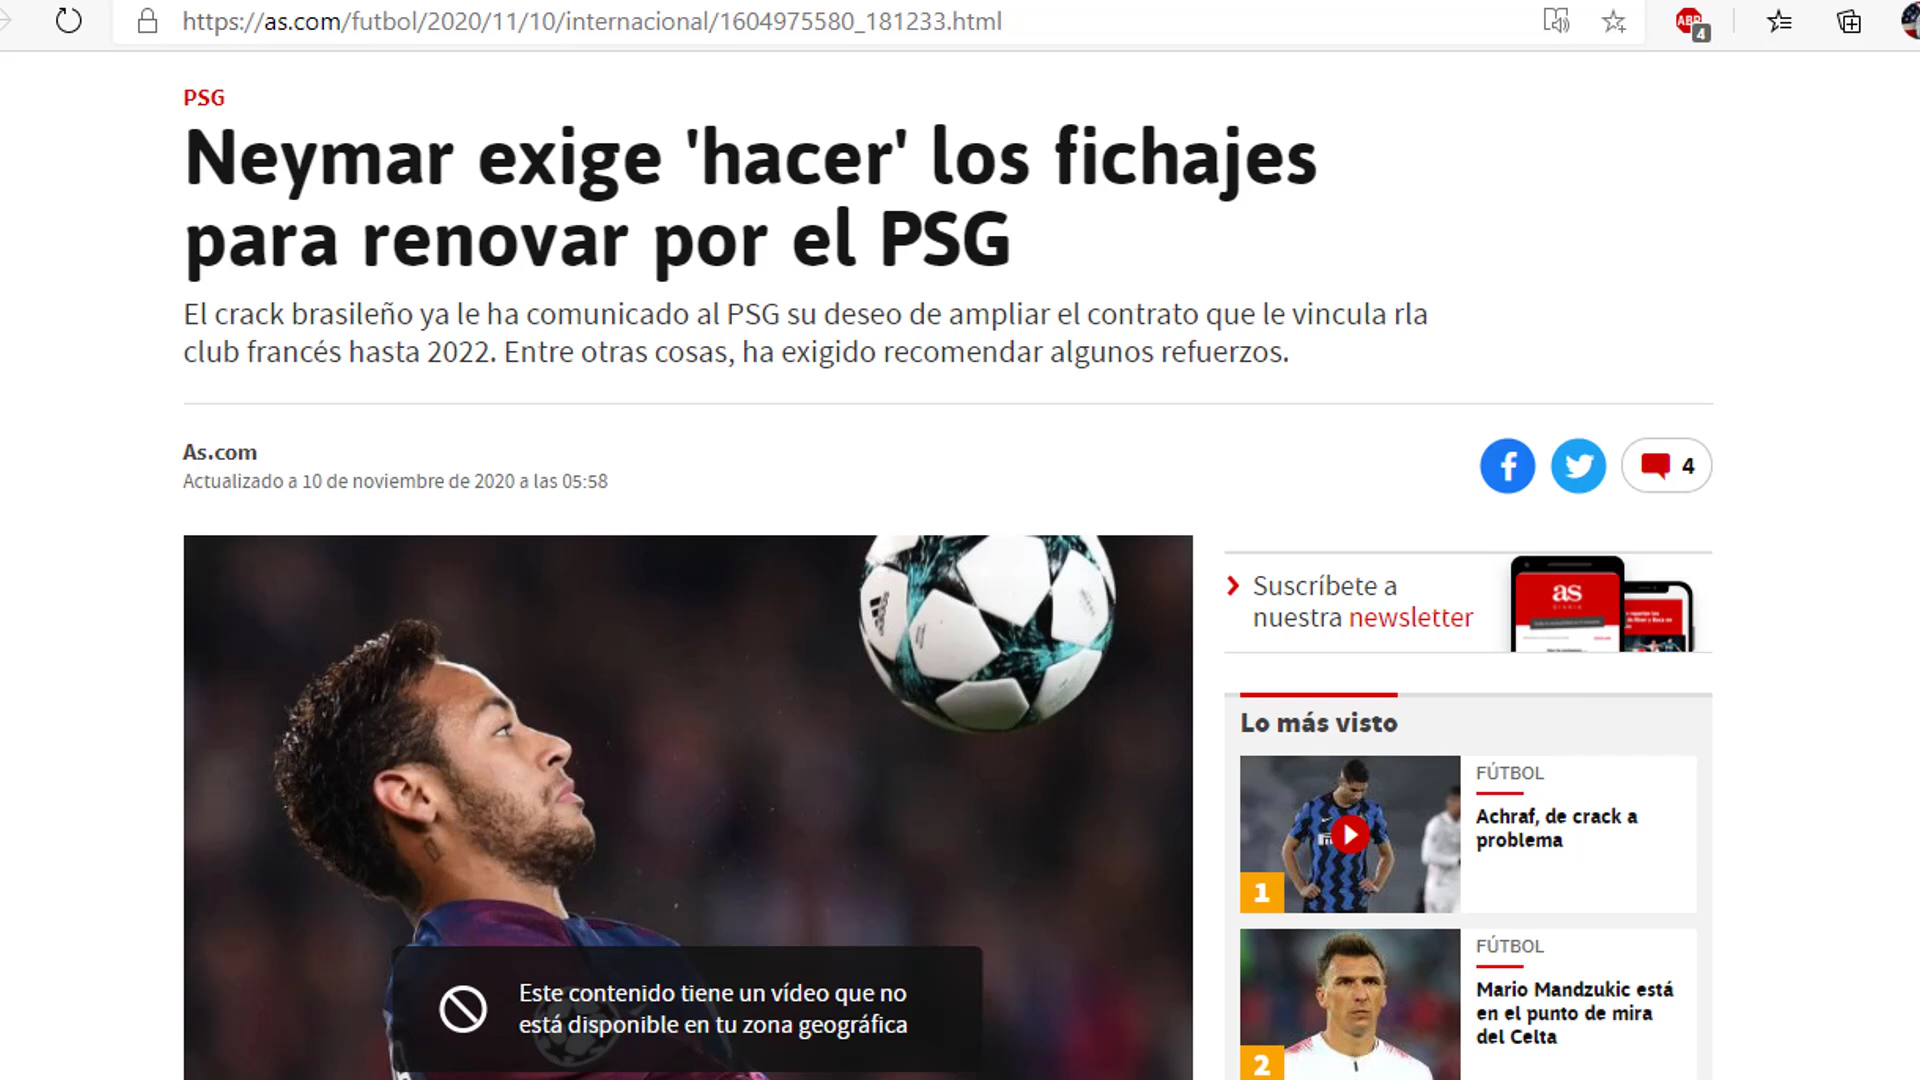 https://as.com/futbol/2020/11/10/internacional/1604975580_181233.html
ABP
4
PSG
Neymar exige 'hacer' los fichajes
para renovar por el PSG
El crack brasileño ya le ha comunicado al PSG su deseo de ampliar el contrato que le vincula rla
club francés hasta 2022. Entre otras cosas, ha exigido recomendar algunos refuerzos.
As.com
Actualizado a 10 de noviembre de 2020 a las 05:58
4
Suscríbete a
nuestra newsletter
as
Lo más visto
FÚTBOL
Achraf, de crack a
problema
1
FÚTBOL
Mario Mandzukic está
en el punto de mira
del Celta
2
Este contenido tiene un vídeo que no
está disponible en tu zona geográfica